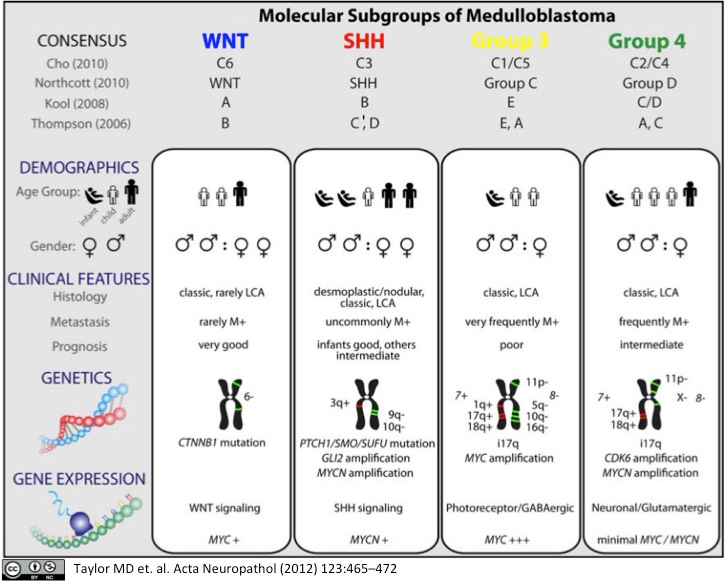 Molecular Subgroups of Medulloblastoma
CONSENSUS WNT SHH Group 3 Group 4
Cho (2010) C6 C3 C1/C5 C2/C4
Northcott (2010) WNT SHH Group C Group D
Kool (2008) A B E C/D
Thompson (2006) B C', D E, A A, C
DEMOGRAPHICS
Age Group:
infant child adult
Gender: ♀ ♂ ♂♂:♀♀ ♂♂:♀♀ ♂♂:♀ ♂♂:♀
CLINICAL FEATURES
Histology classic, rarely LCA desmoplastic/nodular, classic, LCA classic, LCA classic, LCA
Metastasis rarely M+ uncommonly M+ very frequently M+ frequently M+
Prognosis very good infants good, others intermediate poor intermediate
GENETICS
6-
3q+ 9q- 10q-
7+ 1q+ 17q+ 18q+ 11p- 8- 5q- 10q- 16q-
7+ 17q+ 18q+ 11p- X- 8-
CTNNB1 mutation
PTCH1/SMO/SUFU mutation
GLI2 amplification
MYCN amplification
i17q
MYC amplification
i17q
CDK6 amplification
MYCN amplification
GENE EXPRESSION
WNT signaling SHH signaling Photoreceptor/GABAergic Neuronal/Glutamatergic
MYC + MYCN + MYC +++ minimal MYC / MYCN
cc BY NC Taylor MD et. al. Acta Neuropathol (2012) 123:465–472